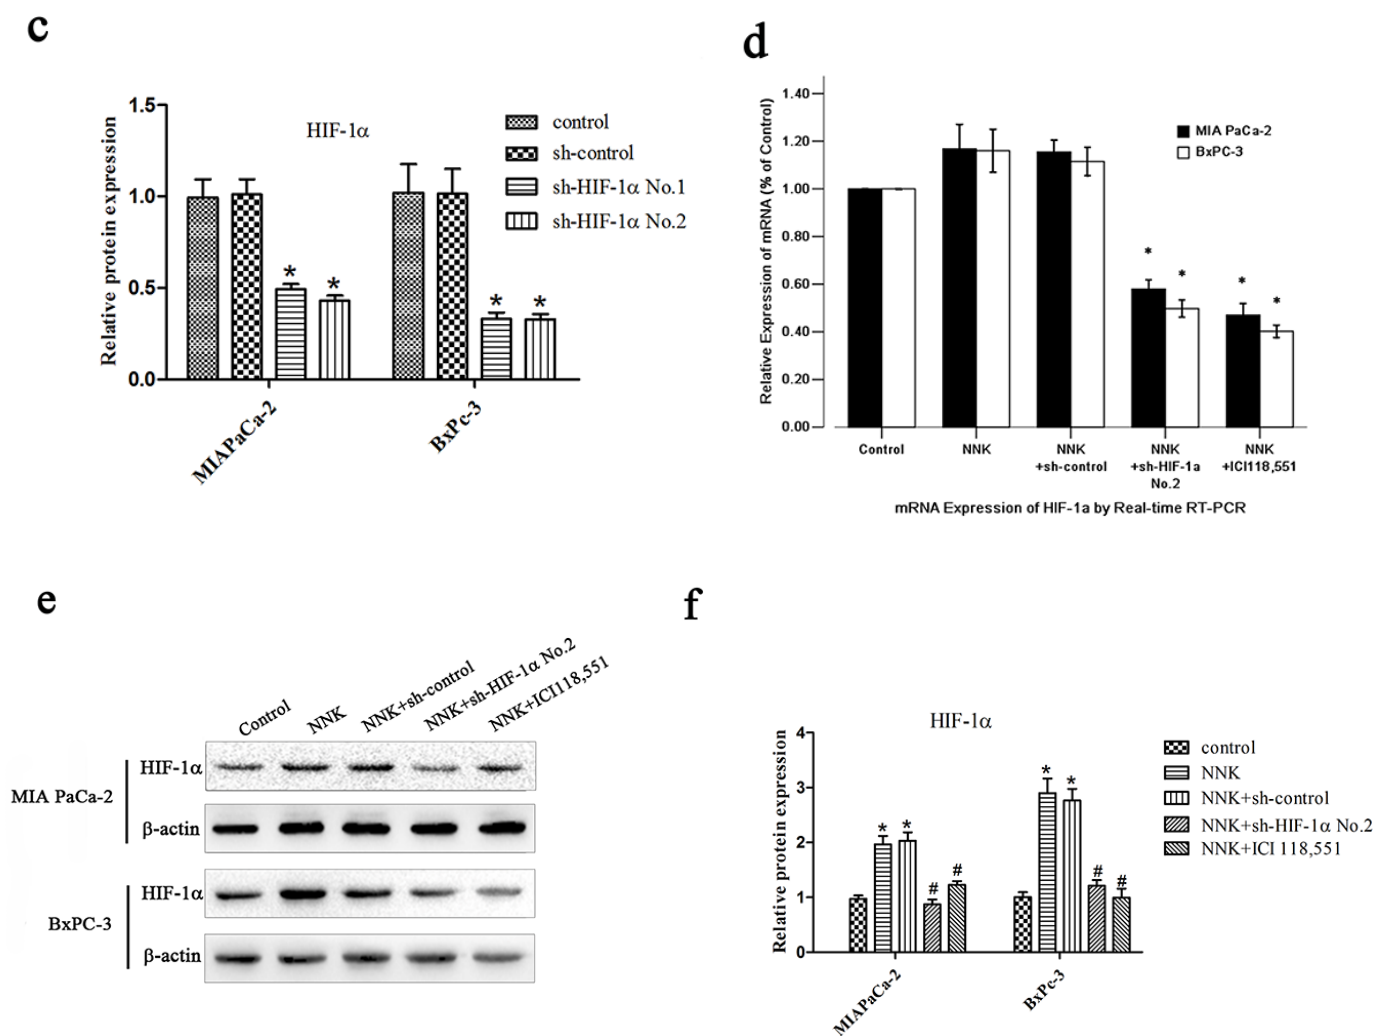 c
HIF-1α
Relative protein expression
1.5
1.0
0.5
0.0
* * * *
MIAPaCa-2
BxPc-3
control
sh-control
sh-HIF-1α No.1
sh-HIF-1α No.2
d
Relative Expression of mRNA (% of Control)
1.40
1.20
1.00
0.80
0.60
0.40
0.20
0.00
MIA PaCa-2
BxPC-3
* * * *
Control
NNK
NNK
+sh-control
NNK
+sh-HIF-1a
No.2
NNK
+ICI118,551
mRNA Expression of HIF-1a by Real-time RT-PCR
e
Control
NNK
NNK+sh-control
NNK+sh-HIF-1α No.2
NNK+ICI118,551
MIA PaCa-2
HIF-1α
β-actin
BxPC-3
HIF-1α
β-actin
f
HIF-1α
Relative protein expression
4
3
2
1
0
* * # # * * # #
MIAPaCa-2
BxPc-3
control
NNK
NNK+sh-control
NNK+sh-HIF-1α No.2
NNK+ICI 118,551